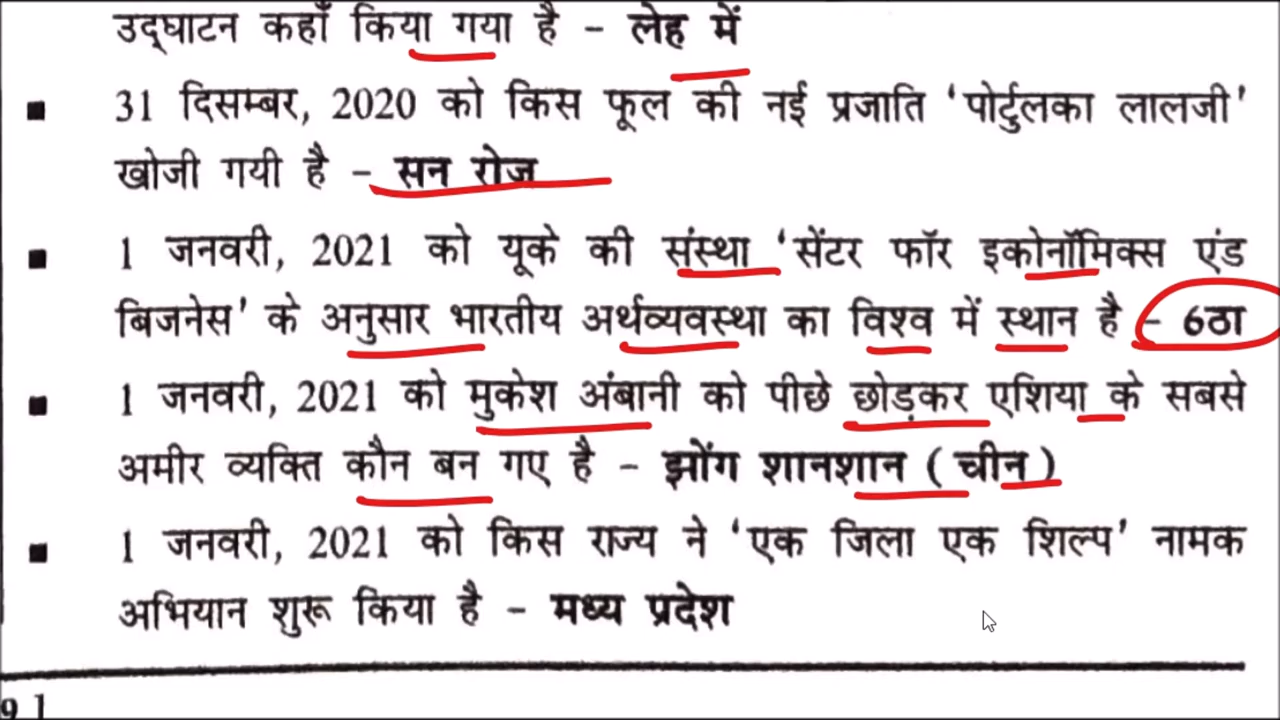 उद्घाटन कहाँ किया गया है - लेह में
■ 31 दिसम्बर, 2020 को किस फूल की नई प्रजाति 'पोर्टुलका लालजी'
खोजी गयी है - सन रोज
■ 1 जनवरी, 2021 को यूके की संस्था 'सेंटर फॉर इकोनॉमिक्स एंड
बिजनेस' के अनुसार भारतीय अर्थव्यवस्था का विश्व में स्थान है - 6ठा
■ 1 जनवरी, 2021 को मुकेश अंबानी को पीछे छोड़कर एशिया के सबसे
अमीर व्यक्ति कौन बन गए है - झोंग शानशान (चीन)
■ 1 जनवरी, 2021 को किस राज्य ने 'एक जिला एक शिल्प' नामक
अभियान शुरू किया है - मध्य प्रदेश
91